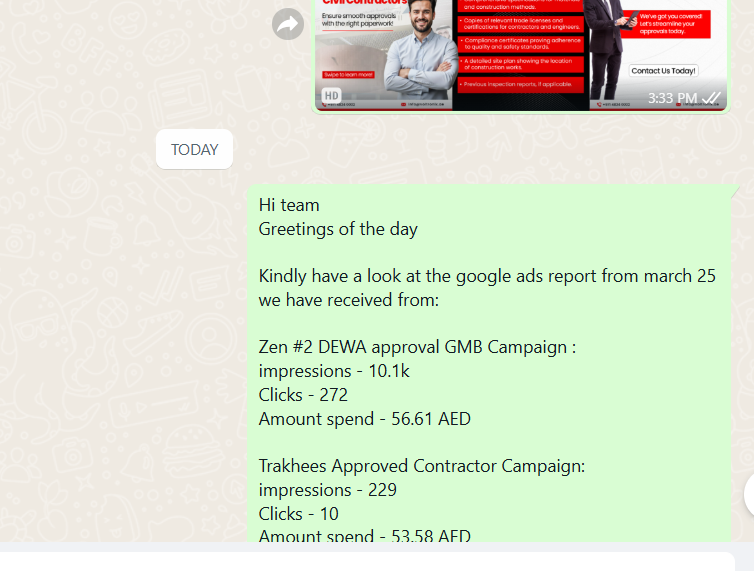 Civil Contractors
Ensure smooth approvals
with the right paperwork!
Swipe to learn more!
and construction methods.
• Copies of relevant trade licenses and
certifications for contractors and engineers.
• Compliance certificates proving adherence
to quality and safety standards.
• A detailed site plan showing the location
of construction works.
• Previous inspection reports, if applicable.
We've got you covered!
Let's streamline your
approvals today.
Contact Us Today!
HD
3:33 PM
TODAY
Hi team
Greetings of the day
Kindly have a look at the google ads report from march 25
we have received from:
Zen #2 DEWA approval GMB Campaign :
impressions - 10.1k
Clicks - 272
Amount spend - 56.61 AED
Trakhees Approved Contractor Campaign:
impressions - 229
Clicks - 10
Amount spend - 53.58 AED